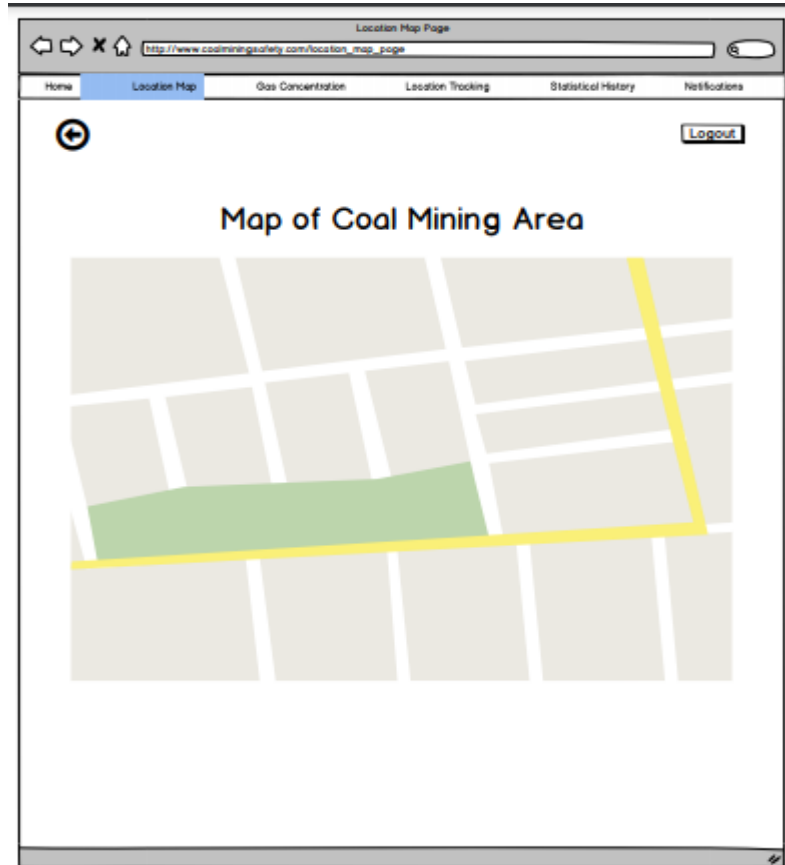 Location Map Page
http://www.coalminingsafety.com/location_map_page
Home Location Map Gas Concentration Location Tracking Statistical History Notifications
Logout
Map of Coal Mining Area